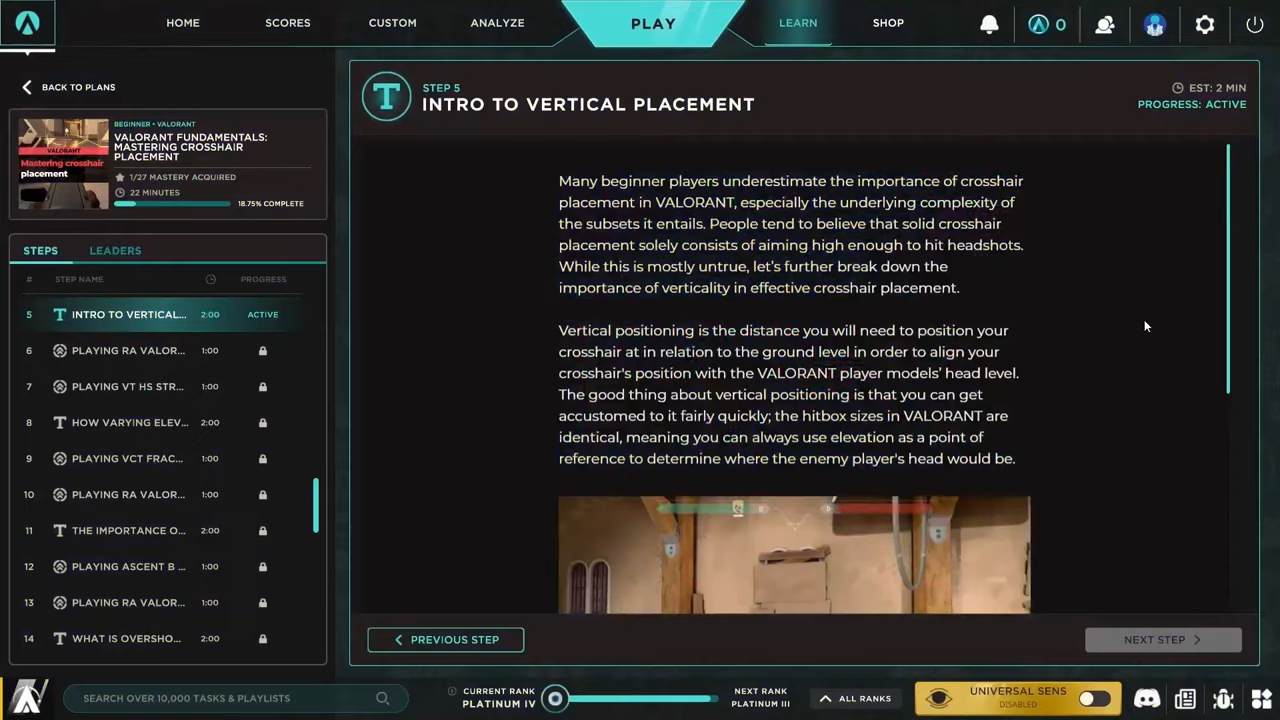 HOME
SCORES
CUSTOM
ANALYZE
PLAY
LEARN
SHOP
0
BACK TO PLANS
BEGINNER • VALORANT
VALORANT FUNDAMENTALS:
MASTERING CROSSHAIR
PLACEMENT
1/27 MASTERY ACQUIRED
22 MINUTES
18.75% COMPLETE
VALORANT
Mastering crosshair
placement
STEPS
LEADERS
# STEP NAME PROGRESS
5 INTRO TO VERTICAL... 2:00 ACTIVE
6 PLAYING RA VALOR... 1:00
7 PLAYING VT HS STR... 1:00
8 HOW VARYING ELEV... 2:00
9 PLAYING VCT FRAC... 1:00
10 PLAYING RA VALOR... 1:00
11 THE IMPORTANCE O... 2:00
12 PLAYING ASCENT B ... 1:00
13 PLAYING RA VALOR... 1:00
14 WHAT IS OVERSHO... 2:00
T
STEP 5
INTRO TO VERTICAL PLACEMENT
EST: 2 MIN
PROGRESS: ACTIVE
Many beginner players underestimate the importance of crosshair
placement in VALORANT, especially the underlying complexity of
the subsets it entails. People tend to believe that solid crosshair
placement solely consists of aiming high enough to hit headshots.
While this is mostly untrue, let's further break down the
importance of verticality in effective crosshair placement.
Vertical positioning is the distance you will need to position your
crosshair at in relation to the ground level in order to align your
crosshair's position with the VALORANT player models' head level.
The good thing about vertical positioning is that you can get
accustomed to it fairly quickly; the hitbox sizes in VALORANT are
identical, meaning you can always use elevation as a point of
reference to determine where the enemy player's head would be.
PREVIOUS STEP
NEXT STEP
SEARCH OVER 10,000 TASKS & PLAYLISTS
CURRENT RANK
PLATINUM IV
NEXT RANK
PLATINUM III
ALL RANKS
UNIVERSAL SENS
DISABLED